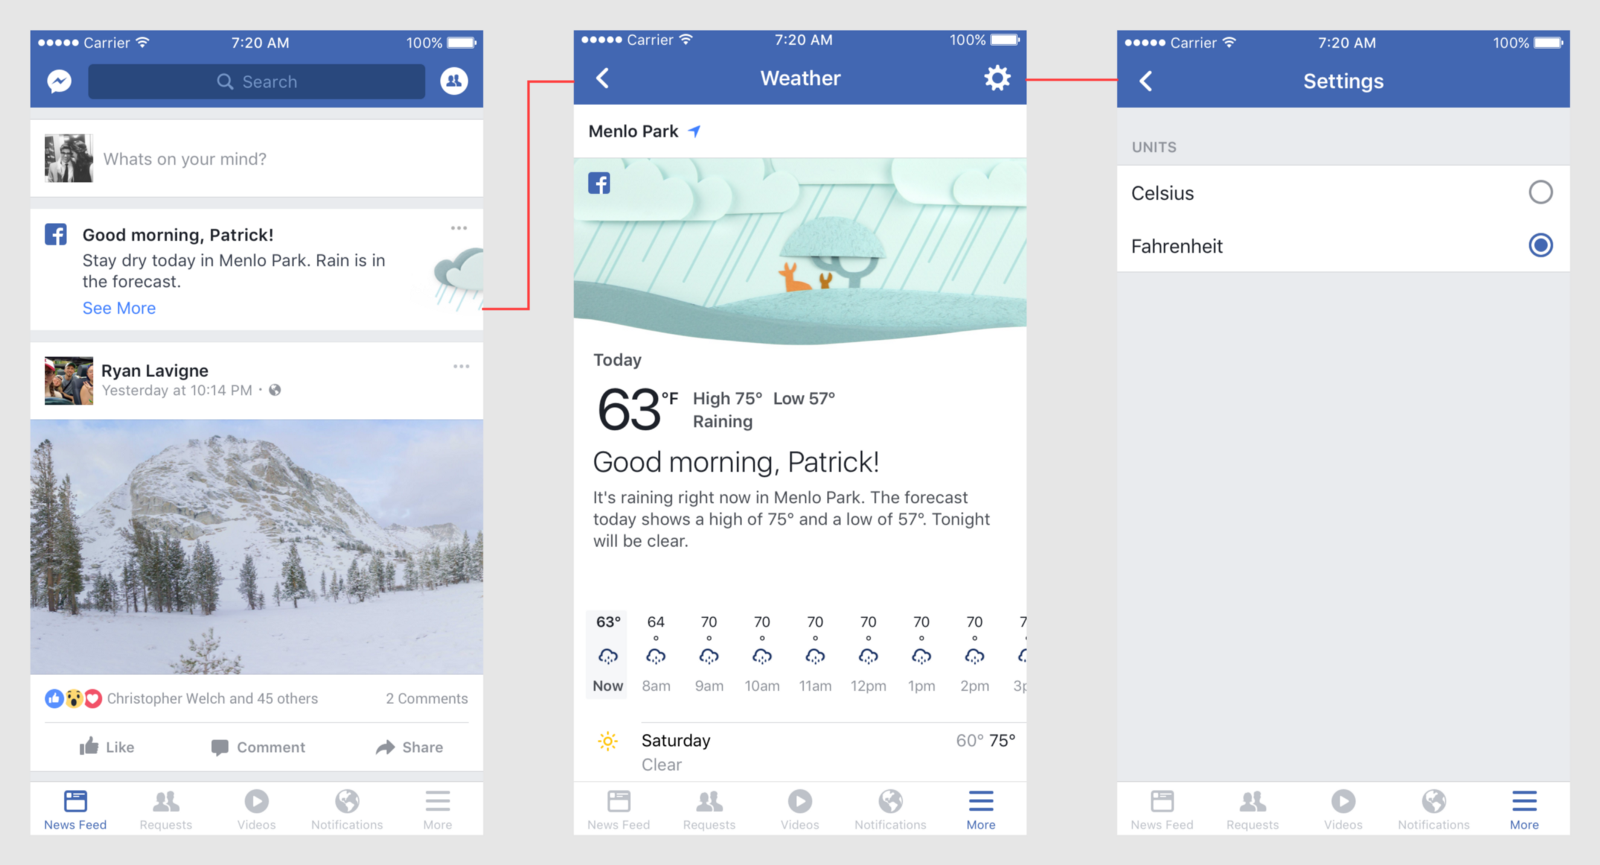 Carrier 7:20 AM 100%
Search
Whats on your mind?
Good morning, Patrick!
Stay dry today in Menlo Park. Rain is in
the forecast.
See More
Ryan Lavigne
Yesterday at 10:14 PM ·
Christopher Welch and 45 others 2 Comments
Like Comment Share
News Feed Requests Videos Notifications More
Carrier 7:20 AM 100%
Weather
Menlo Park
Today
63°F High 75° Low 57°
Raining
Good morning, Patrick!
It's raining right now in Menlo Park. The forecast
today shows a high of 75° and a low of 57°. Tonight
will be clear.
63° 64° 70° 70° 70° 70° 70° 70° 7
Now 8am 9am 10am 11am 12pm 1pm 2pm 3p
Saturday 60° 75°
Clear
News Feed Requests Videos Notifications More
Carrier 7:20 AM 100%
Settings
UNITS
Celsius
Fahrenheit
News Feed Requests Videos Notifications More